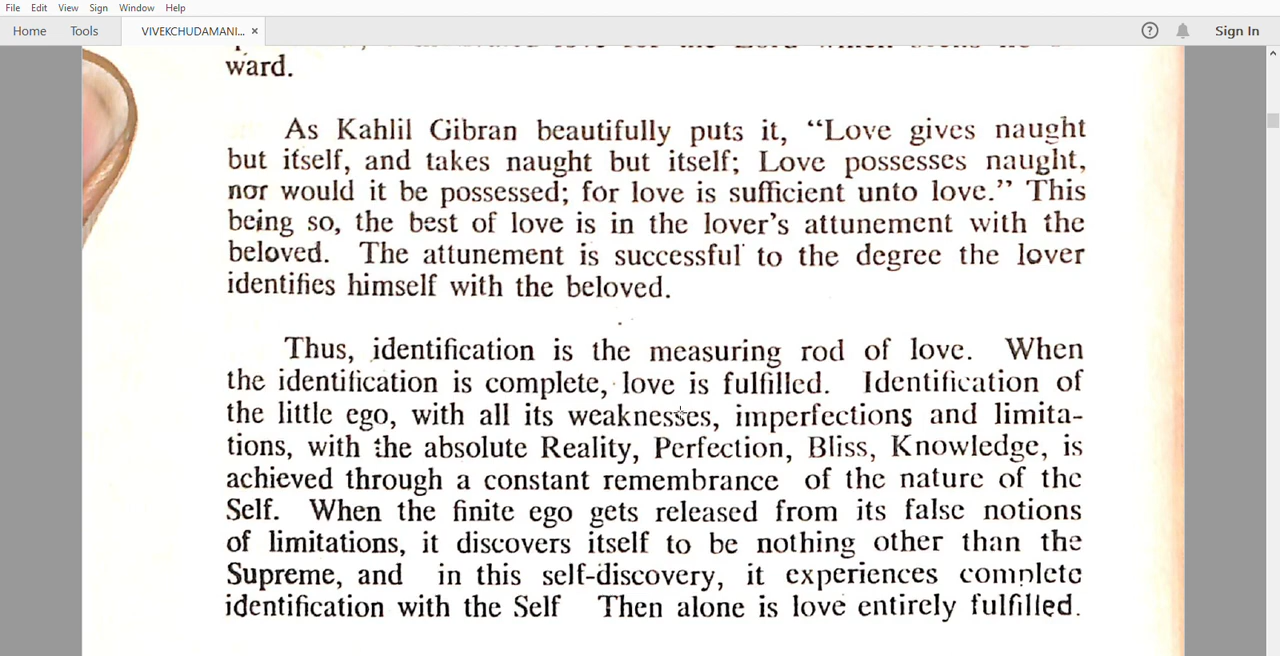 File Edit View Sign Window Help
Home Tools VIVEKCHUDAMANI... × ? Sign In
ward.
As Kahlil Gibran beautifully puts it, “Love gives naught
but itself, and takes naught but itself; Love possesses naught,
nor would it be possessed; for love is sufficient unto love.” This
being so, the best of love is in the lover’s attunement with the
beloved. The attunement is successful to the degree the lover
identifies himself with the beloved.
Thus, identification is the measuring rod of love. When
the identification is complete, love is fulfilled. Identification of
the little ego, with all its weaknesses, imperfections and limita-
tions, with the absolute Reality, Perfection, Bliss, Knowledge, is
achieved through a constant remembrance of the nature of the
Self. When the finite ego gets released from its false notions
of limitations, it discovers itself to be nothing other than the
Supreme, and in this self-discovery, it experiences complete
identification with the Self Then alone is love entirely fulfilled.